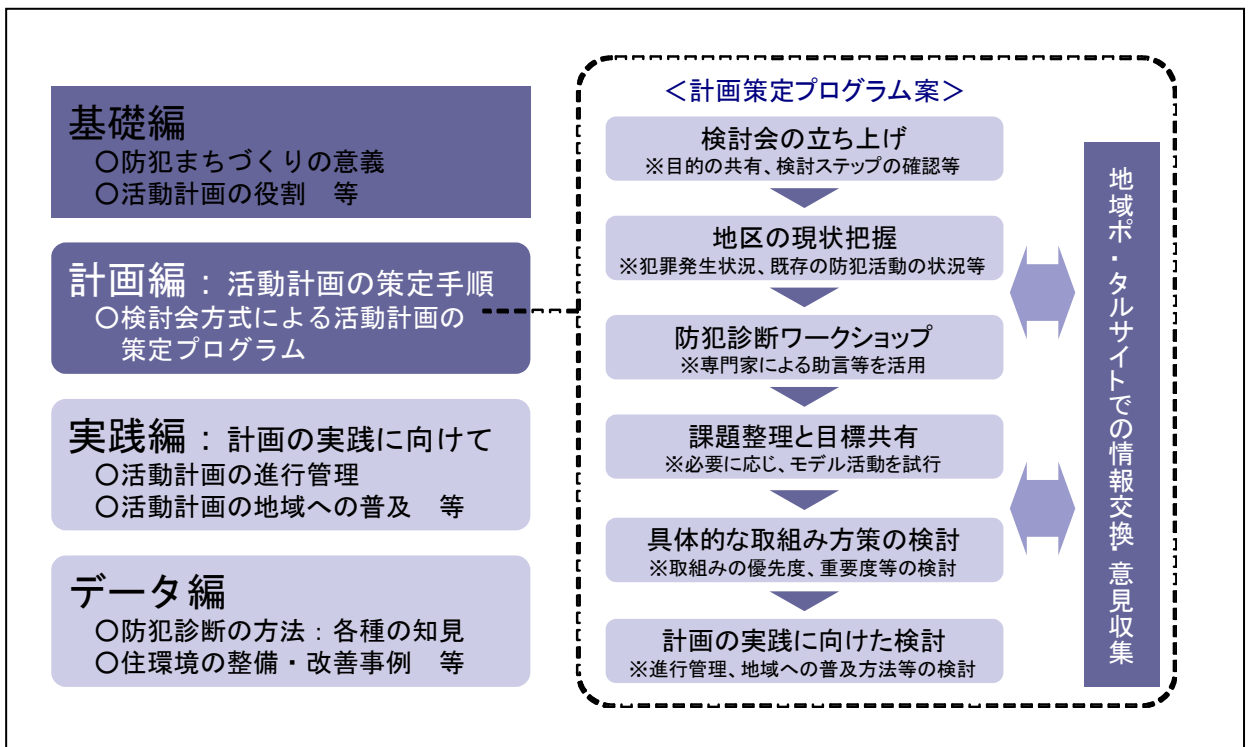 基礎編
○防犯まちづくりの意義
○活動計画の役割　等
計画編：活動計画の策定手順
○検討会方式による活動計画の
策定プログラム
実践編：計画の実践に向けて
○活動計画の進行管理
○活動計画の地域への普及　等
データ編
○防犯診断の方法：各種の知見
○住環境の整備・改善事例　等
＜計画策定プログラム案＞
検討会の立ち上げ
※目的の共有、検討ステップの確認等
地区の現状把握
※犯罪発生状況、既存の防犯活動の状況等
防犯診断ワークショップ
※専門家による助言等を活用
課題整理と目標共有
※必要に応じ、モデル活動を試行
具体的な取組み方策の検討
※取組みの優先度、重要度等の検討
計画の実践に向けた検討
※進行管理、地域への普及方法等の検討
地域ポ・タルサイトでの情報交換・意見収集